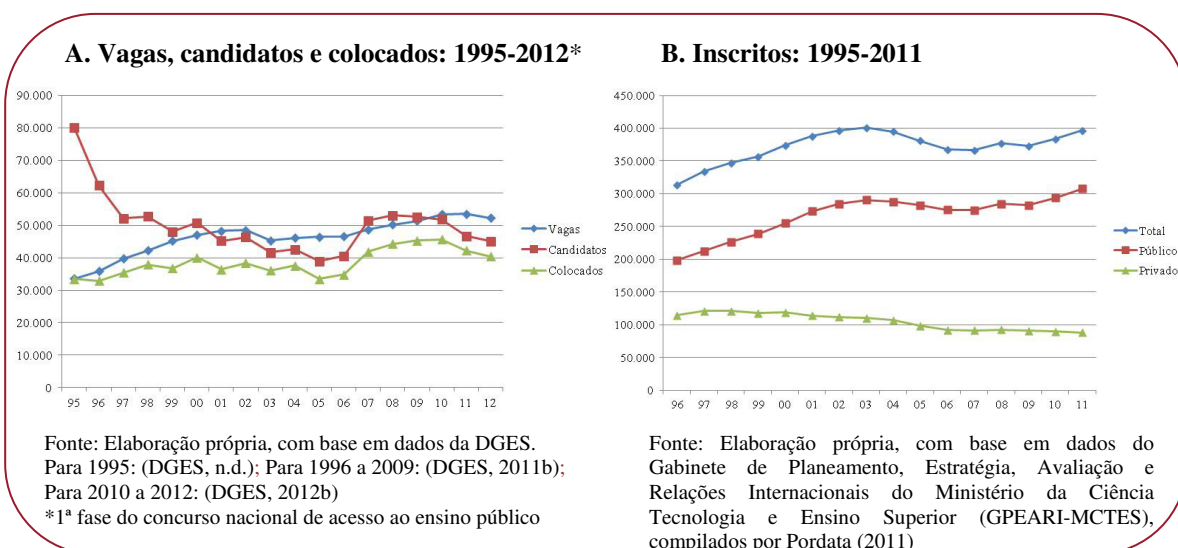 A. Vagas, candidatos e colocados: 1995-2012*
90.000
80.000
70.000
60.000
50.000
40.000
30.000
20.000
10.000
0
95 96 97 98 99 00 01 02 03 04 05 06 07 08 09 10 11 12
Vagas
Candidatos
Colocados
Fonte: Elaboração própria, com base em dados da DGES.
Para 1995: (DGES, n.d.); Para 1996 a 2009: (DGES, 2011b);
Para 2010 a 2012: (DGES, 2012b)
*1ª fase do concurso nacional de acesso ao ensino público
B. Inscritos: 1995-2011
450.000
400.000
350.000
300.000
250.000
200.000
150.000
100.000
50.000
0
96 97 98 99 00 01 02 03 04 05 06 07 08 09 10 11
Total
Público
Privado
Fonte: Elaboração própria, com base em dados do
Gabinete de Planeamento, Estratégia, Avaliação e
Relações Internacionais do Ministério da Ciência
Tecnologia e Ensino Superior (GPEARI-MCTES),
compilados por Pordata (2011)